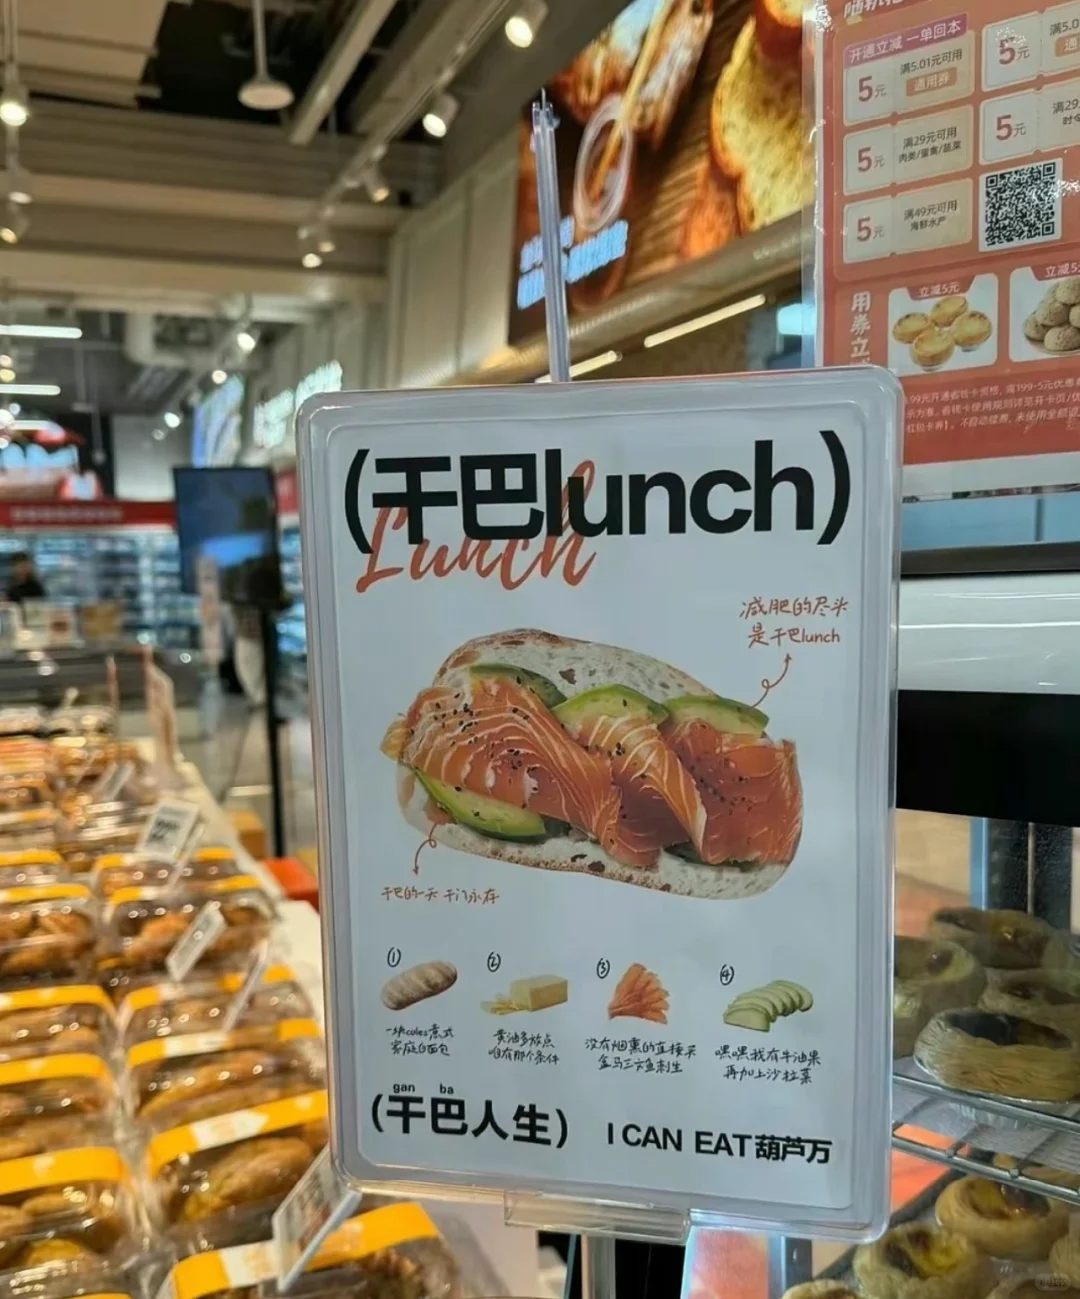 开通立减 一单回本
5元
满5.01元可用
通用券
5元
5元
满29元可用
肉类/蛋禽/蔬菜
5元
5元
满49元可用
海鲜水产
用券立
立减5元
立减5
(干巴lunch)
Lunch
减肥的尽头
是干巴lunch
干巴的一天 干门永存
①
②
③
④
一块coles意式
家庭白面包
黄油多放点
咱有那个条件
没有烟熏的直接买
盒马三文鱼刺生
嘿嘿我有牛油果
再加上沙拉菜
gan ba
(干巴人生)
I CAN EAT葫芦万